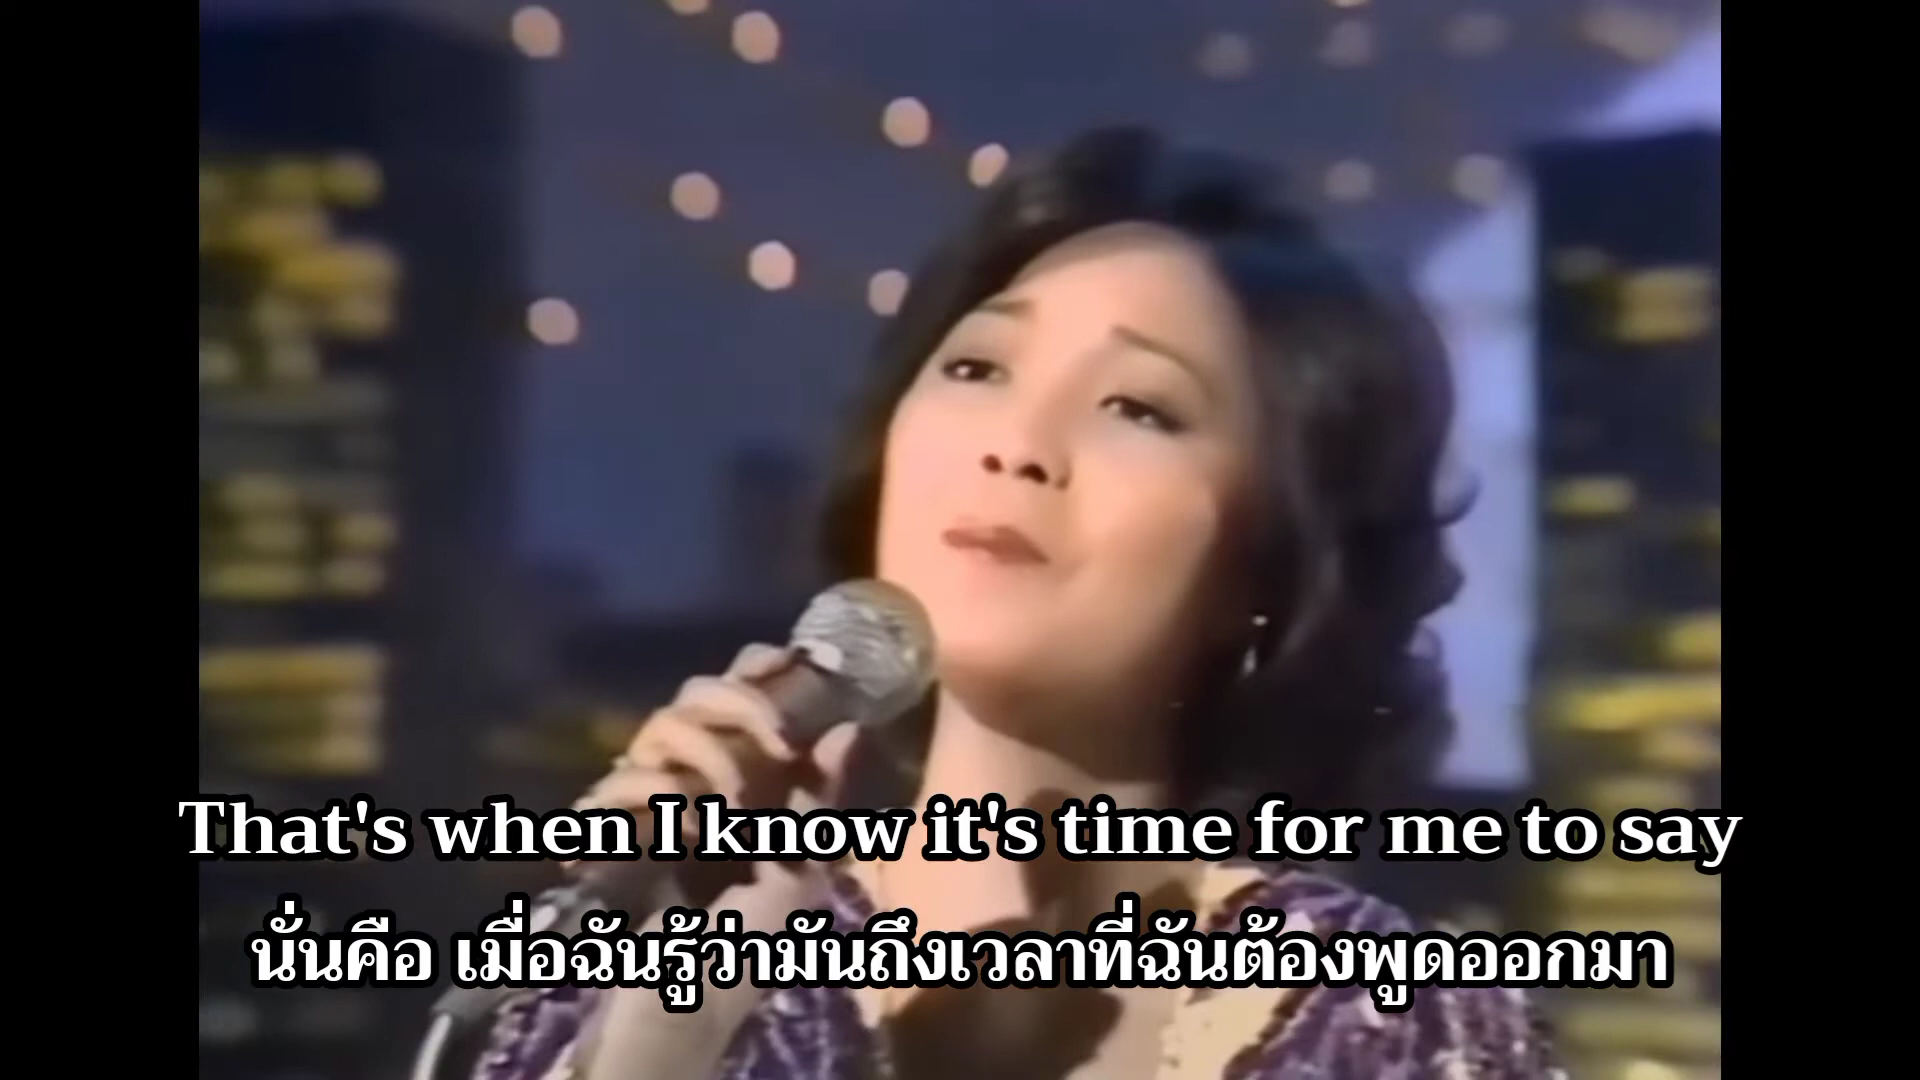 That's when I know it's time for me to say
นั่นคือ เมื่อฉันรู้ว่ามันถึงเวลาที่ฉันต้องพูดออกมา